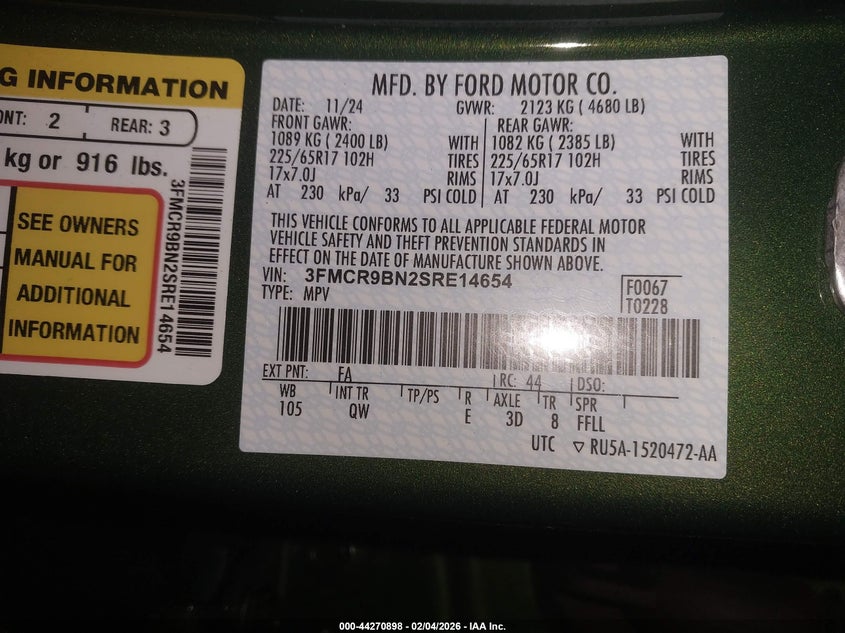 G INFORMATION
ONT: 2 REAR: 3
kg or 916 lbs.
SEE OWNERS
MANUAL FOR
ADDITIONAL
INFORMATION
3FMCR9BN2SRE14654
MFD. BY FORD MOTOR CO.
DATE: 11/24 GVWR: 2123 KG ( 4680 LB)
FRONT GAWR: REAR GAWR:
1089 KG ( 2400 LB) WITH 1082 KG ( 2385 LB) WITH
225/65R17 102H TIRES 225/65R17 102H TIRES
17x7.0J RIMS 17x7.0J RIMS
AT 230 kPa/ 33 PSI COLD AT 230 kPa/ 33 PSI COLD
THIS VEHICLE CONFORMS TO ALL APPLICABLE FEDERAL MOTOR
VEHICLE SAFETY AND THEFT PREVENTION STANDARDS IN
EFFECT ON THE DATE OF MANUFACTURE SHOWN ABOVE.
VIN: 3FMCR9BN2SRE14654 F0067
TYPE: MPV T0228
EXT PNT: FA RC: 44 DSO:
WB INT TR TP/PS R AXLE TR SPR
105 QW E 3D 8 FFLL
UTC ▽ RU5A-1520472-AA
000-44270898 - 02/04/2026 - IAA Inc.